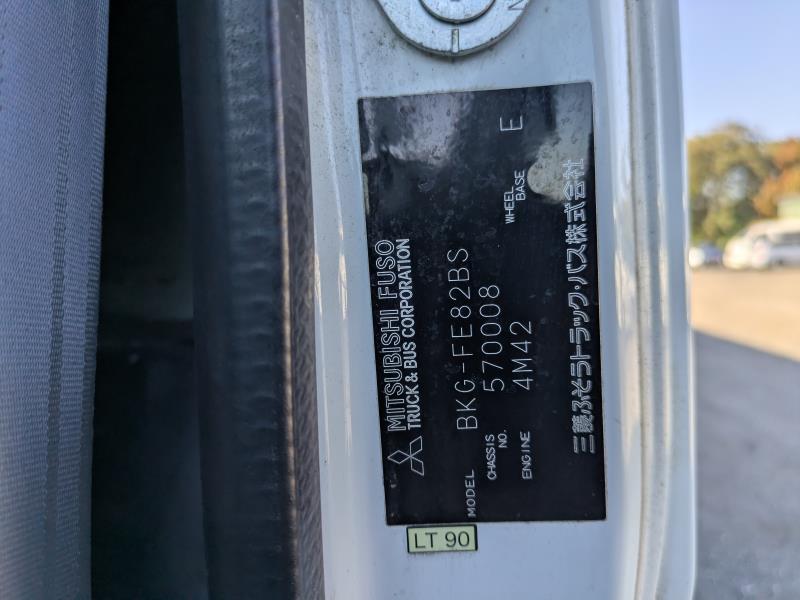 MITSUBISHI FUSO
TRUCK & BUS CORPORATION
MODEL BKG-FE82BS
CHASSIS NO. 570008
ENGINE 4M42
WHEEL BASE E
三菱ふそうトラック・バス株式会社
LT 90
N